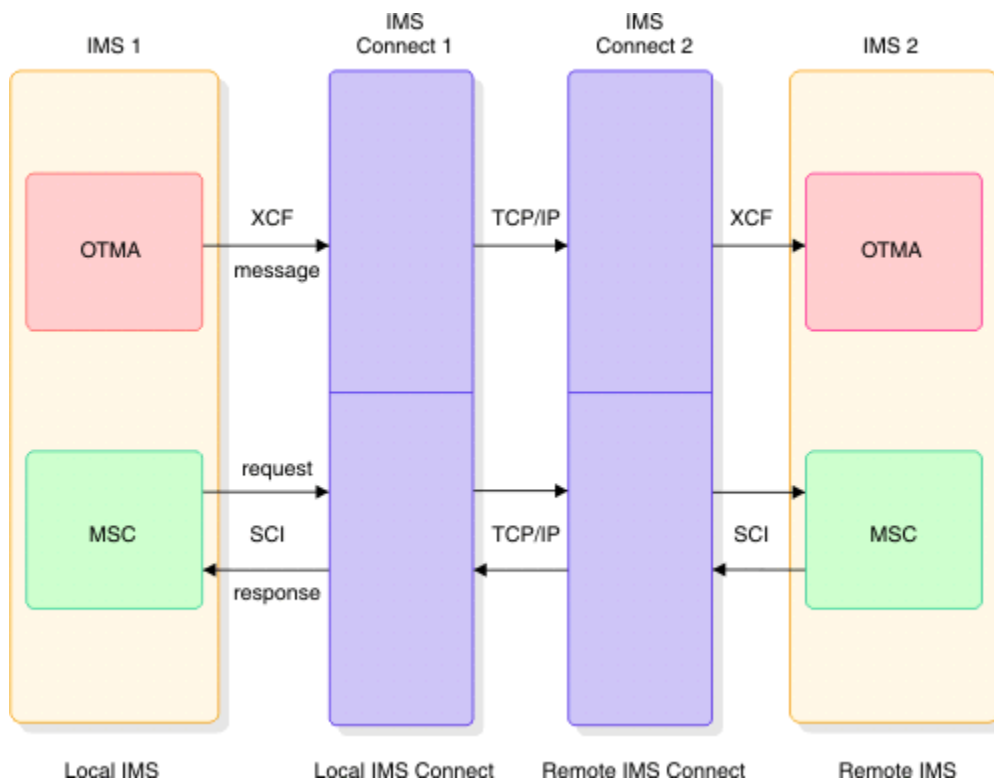 IMS 1
IMS
Connect 1
IMS
Connect 2
IMS 2
OTMA
XCF
message
TCP/IP
XCF
OTMA
MSC
request
SCI
response
TCP/IP
SCI
MSC
Local IMS
Local IMS Connect
Remote IMS Connect
Remote IMS